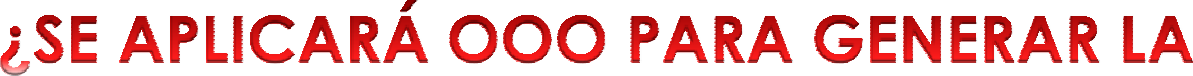 ¿SE APLICARÁ OOO PARA GENERAR LA